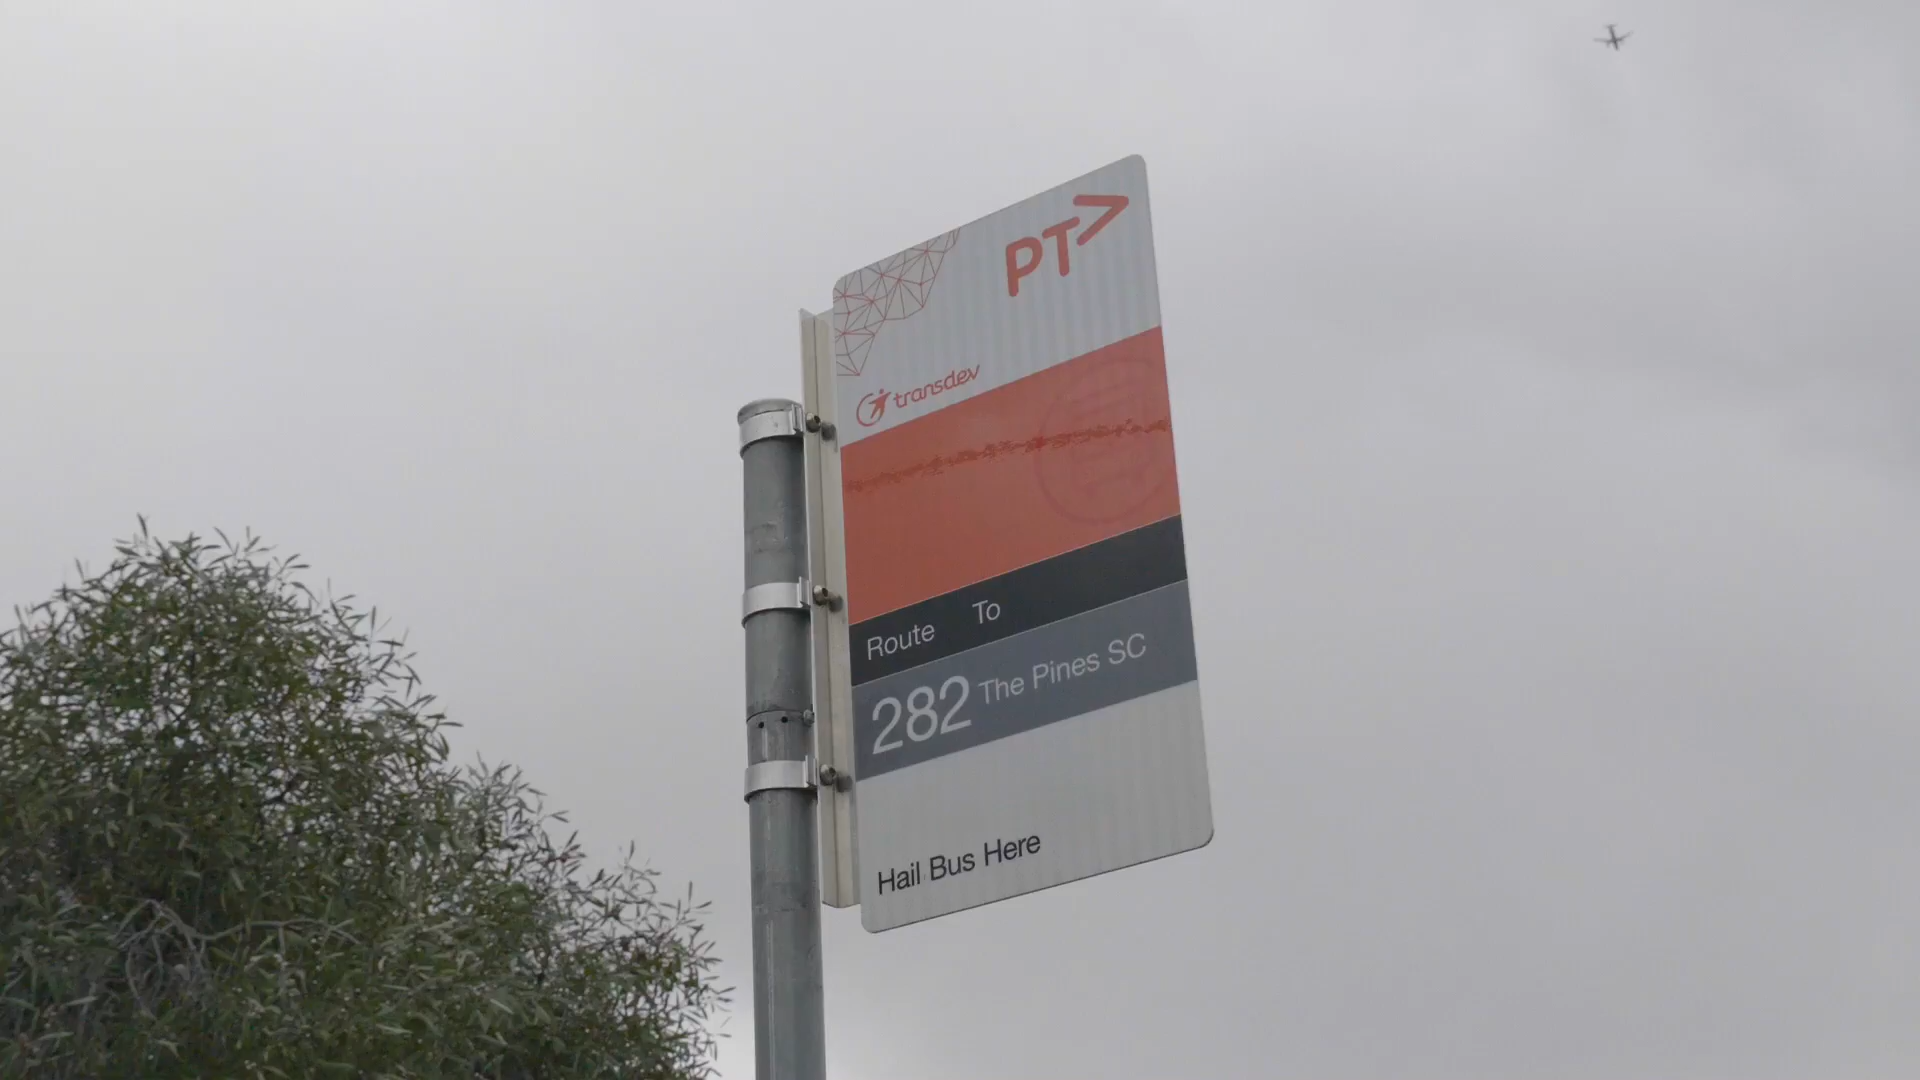 PT>
transdev
Route To
282 The Pines SC
Hail Bus Here